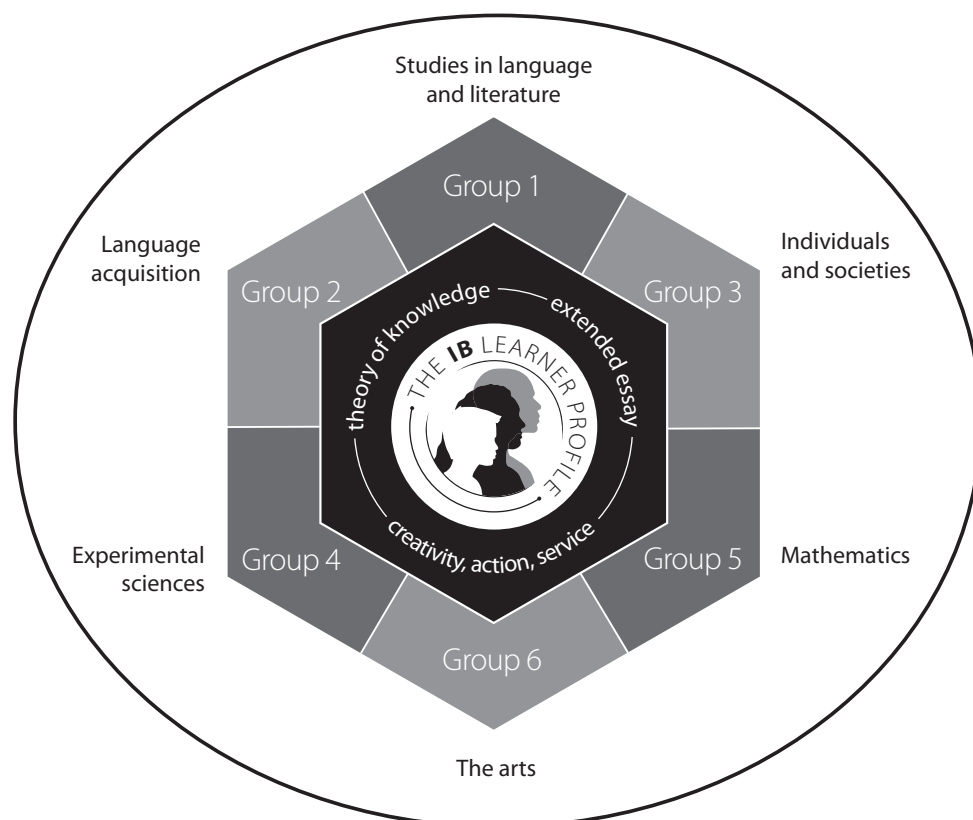 Studies in language
and literature
Group 1
Language
acquisition
Individuals
and societies
Group 2
Group 3
theory of knowledge
extended essay
THE IB LEARNER PROFILE
creativity, action, service
Experimental
sciences
Group 4
Group 5
Mathematics
Group 6
The arts